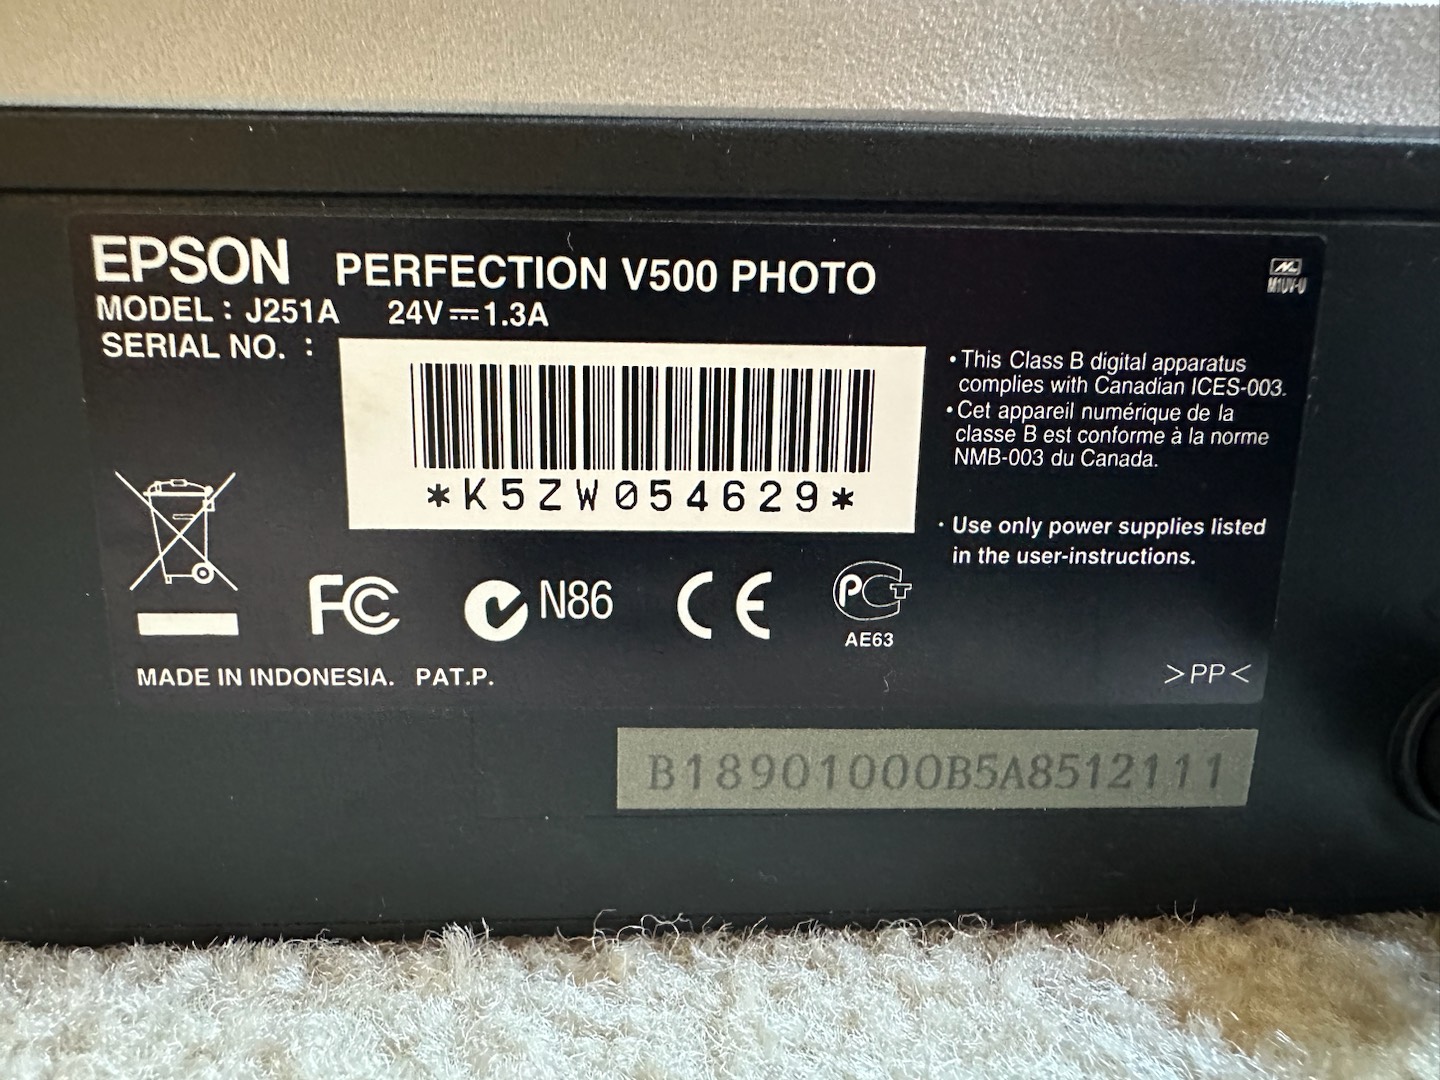 EPSON PERFECTION V500 PHOTO
MODEL : J251A 24V⎓1.3A
SERIAL NO. :
*K5ZW054629*
M1UV-U
•This Class B digital apparatus
complies with Canadian ICES-003.
•Cet appareil numérique de la
classe B est conforme à la norme
NMB-003 du Canada.
· Use only power supplies listed
in the user-instructions.
FC
N86
CE
PCT
AE63
MADE IN INDONESIA. PAT.P.
>PP<
B18901000B5A8512111